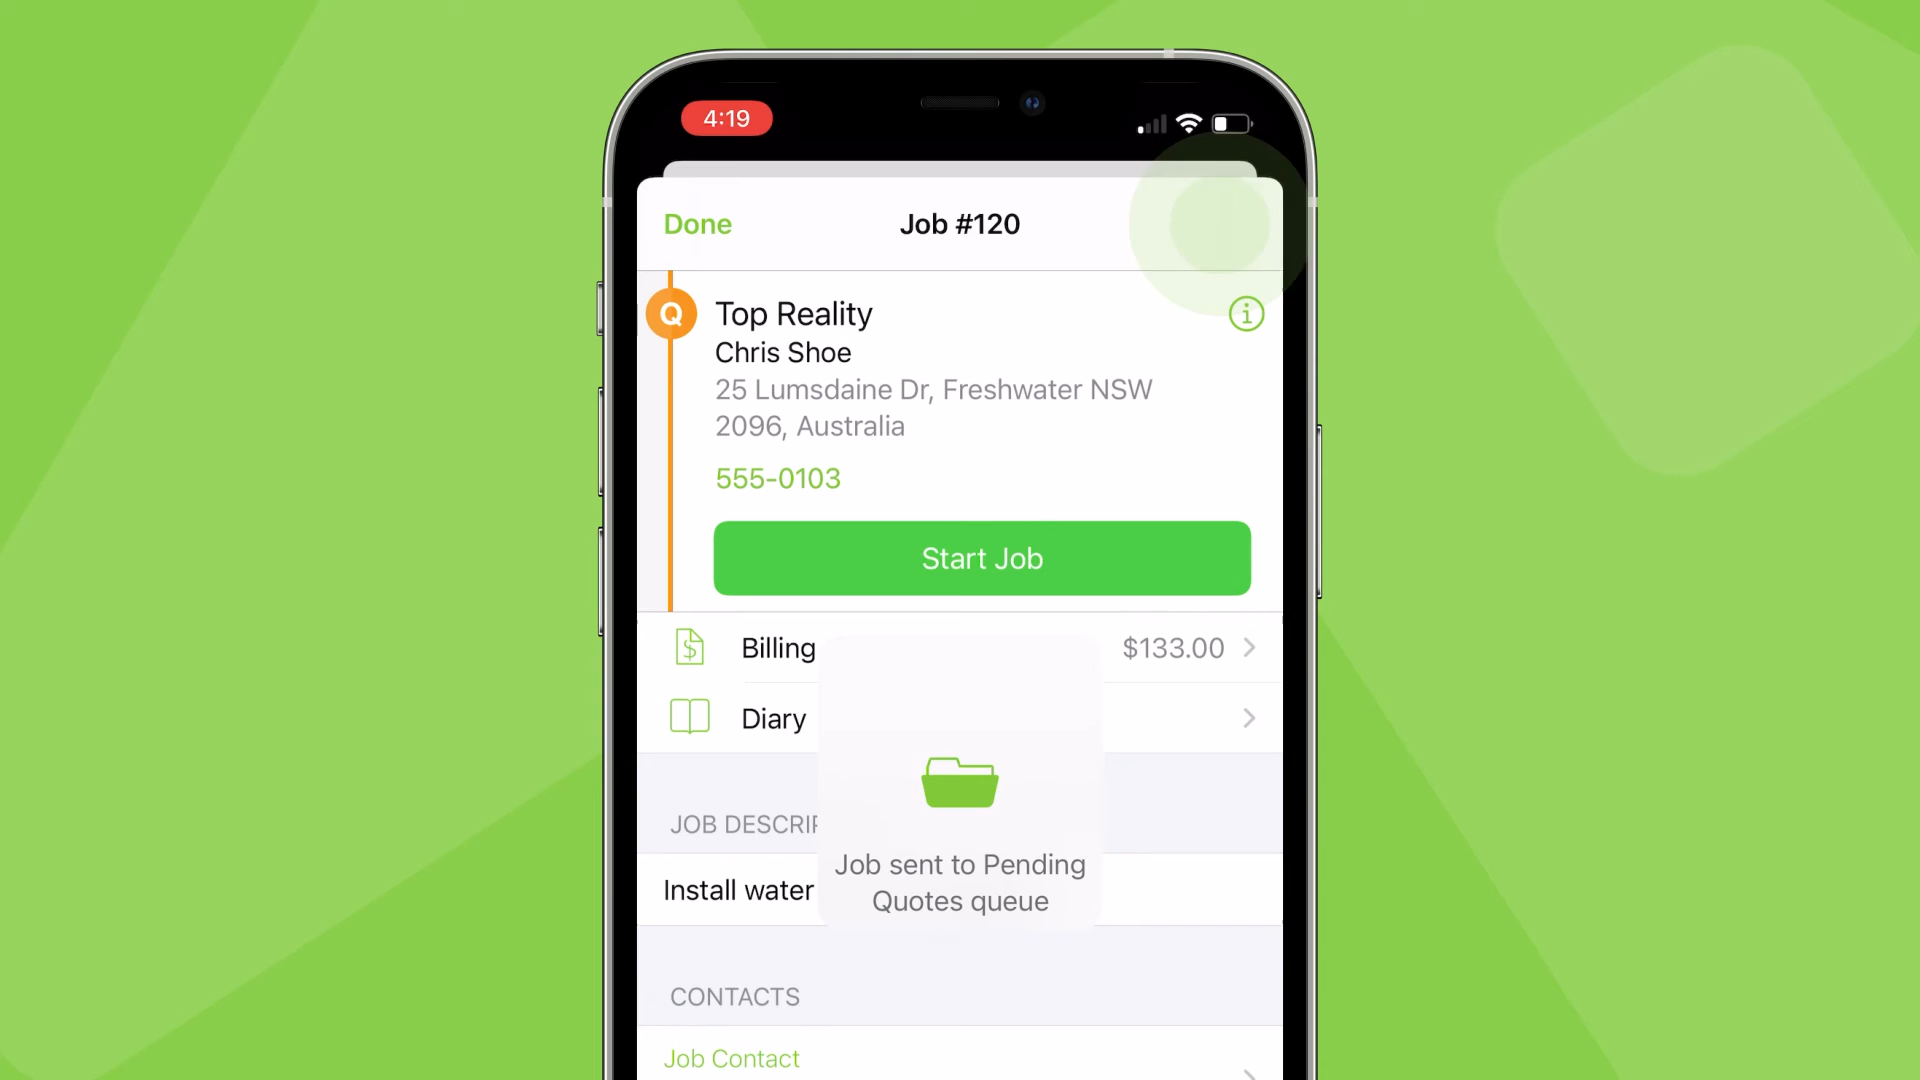 4:19
Done
Job #120
Q
Top Reality
Chris Shoe
25 Lumsdaine Dr, Freshwater NSW
2096, Australia
555-0103
Start Job
Billing
$133.00
Diary
JOB DESCRIP
Install water
Job sent to Pending
Quotes queue
CONTACTS
Job Contact